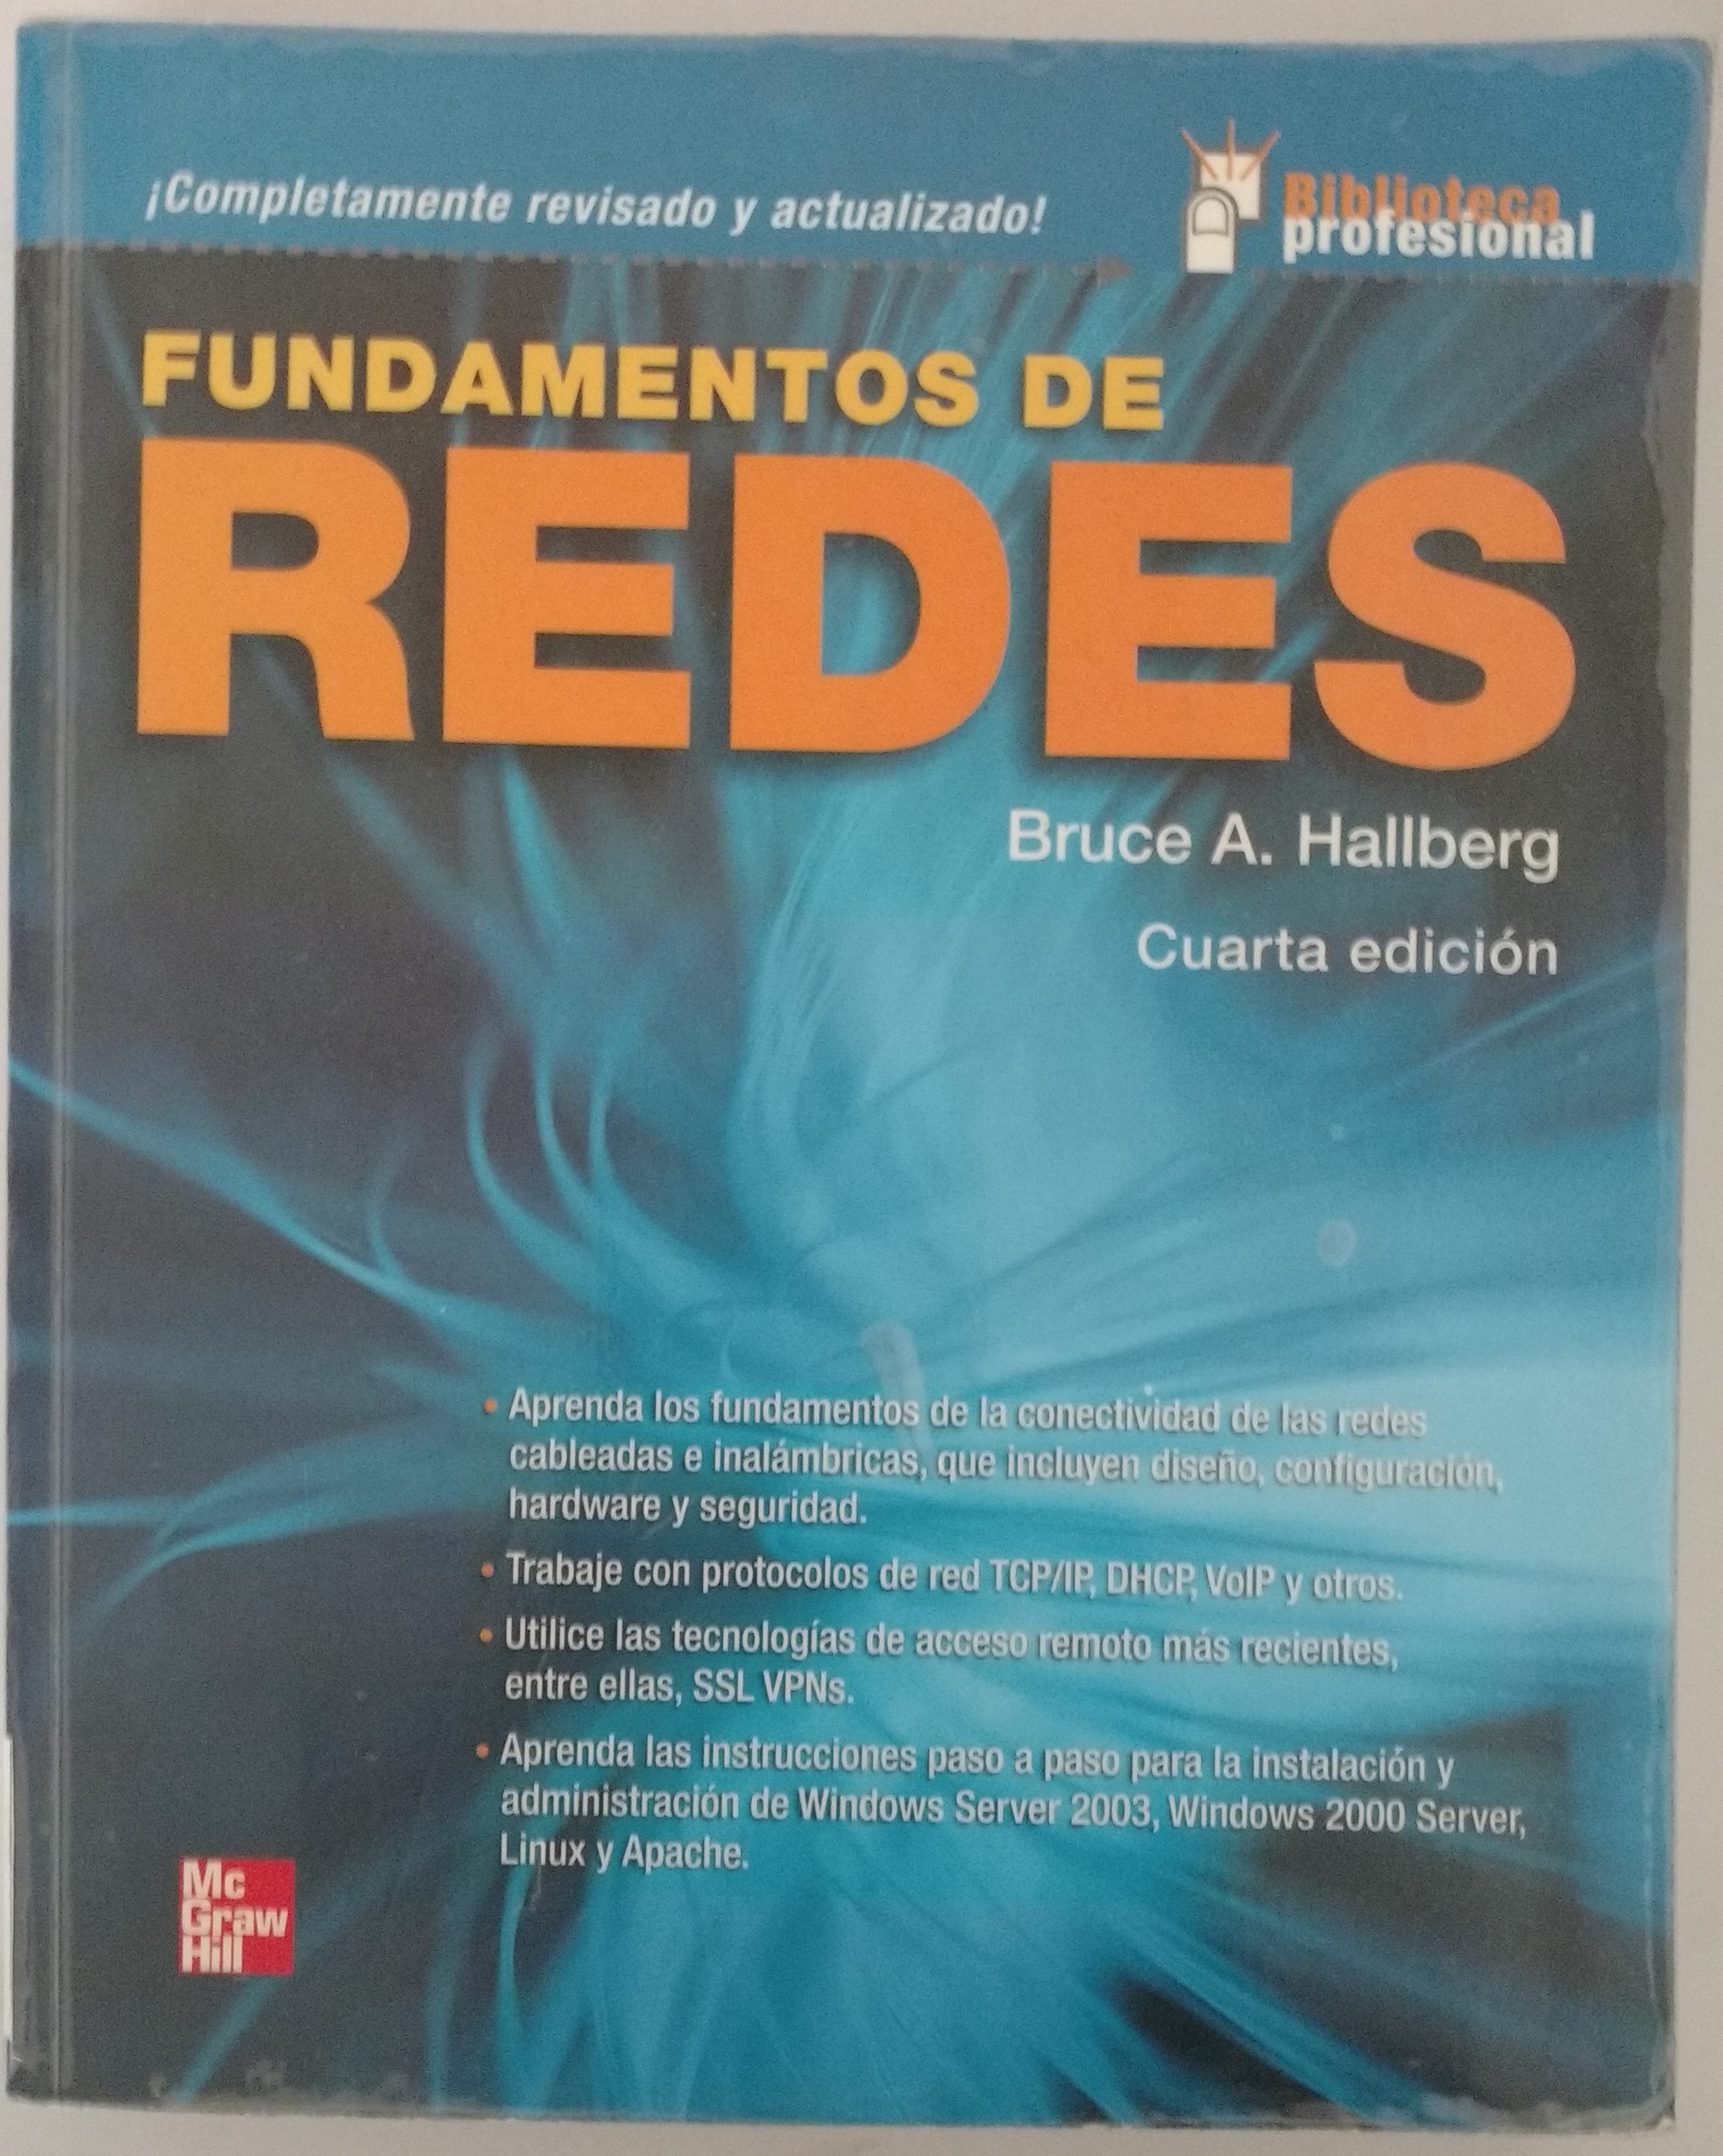 ¡Completamente revisado y actualizado!
Biblioteca
profesional
FUNDAMENTOS DE
REDES
Bruce A. Hallberg
Cuarta edición
• Aprenda los fundamentos de la conectividad de las redes
cableadas e inalámbricas, que incluyen diseño, configuración,
hardware y seguridad.
• Trabaje con protocolos de red TCP/IP, DHCP, VoIP y otros.
• Utilice las tecnologías de acceso remoto más recientes,
entre ellas, SSL VPNs.
• Aprenda las instrucciones paso a paso para la instalación y
administración de Windows Server 2003, Windows 2000 Server,
Linux y Apache.
Mc
Graw
Hill